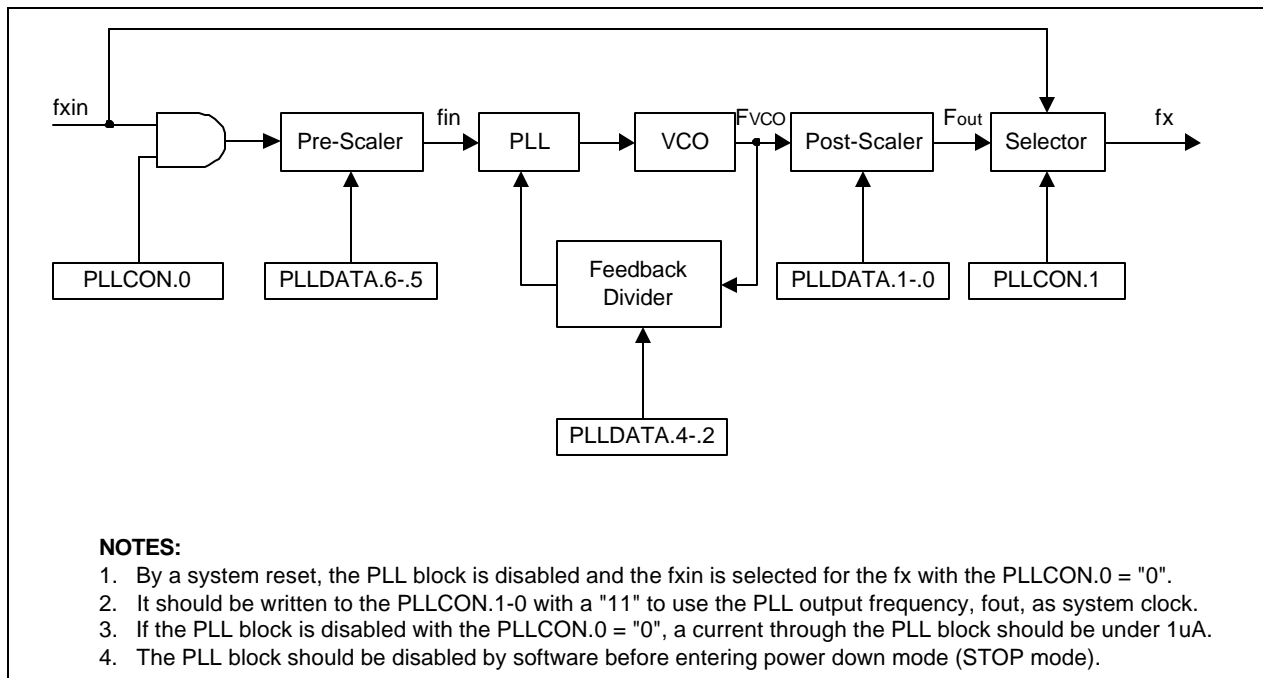 fxin
Pre-Scaler
fin
PLL
VCO
FVCO
Post-Scaler
Fout
Selector
fx
PLLCON.0
PLLDATA.6-.5
Feedback
Divider
PLLDATA.1-.0
PLLCON.1
PLLDATA.4-.2
NOTES:
1. By a system reset, the PLL block is disabled and the fxin is selected for the fx with the PLLCON.0 = "0".
2. It should be written to the PLLCON.1-0 with a "11" to use the PLL output frequency, fout, as system clock.
3. If the PLL block is disabled with the PLLCON.0 = "0", a current through the PLL block should be under 1uA.
4. The PLL block should be disabled by software before entering power down mode (STOP mode).